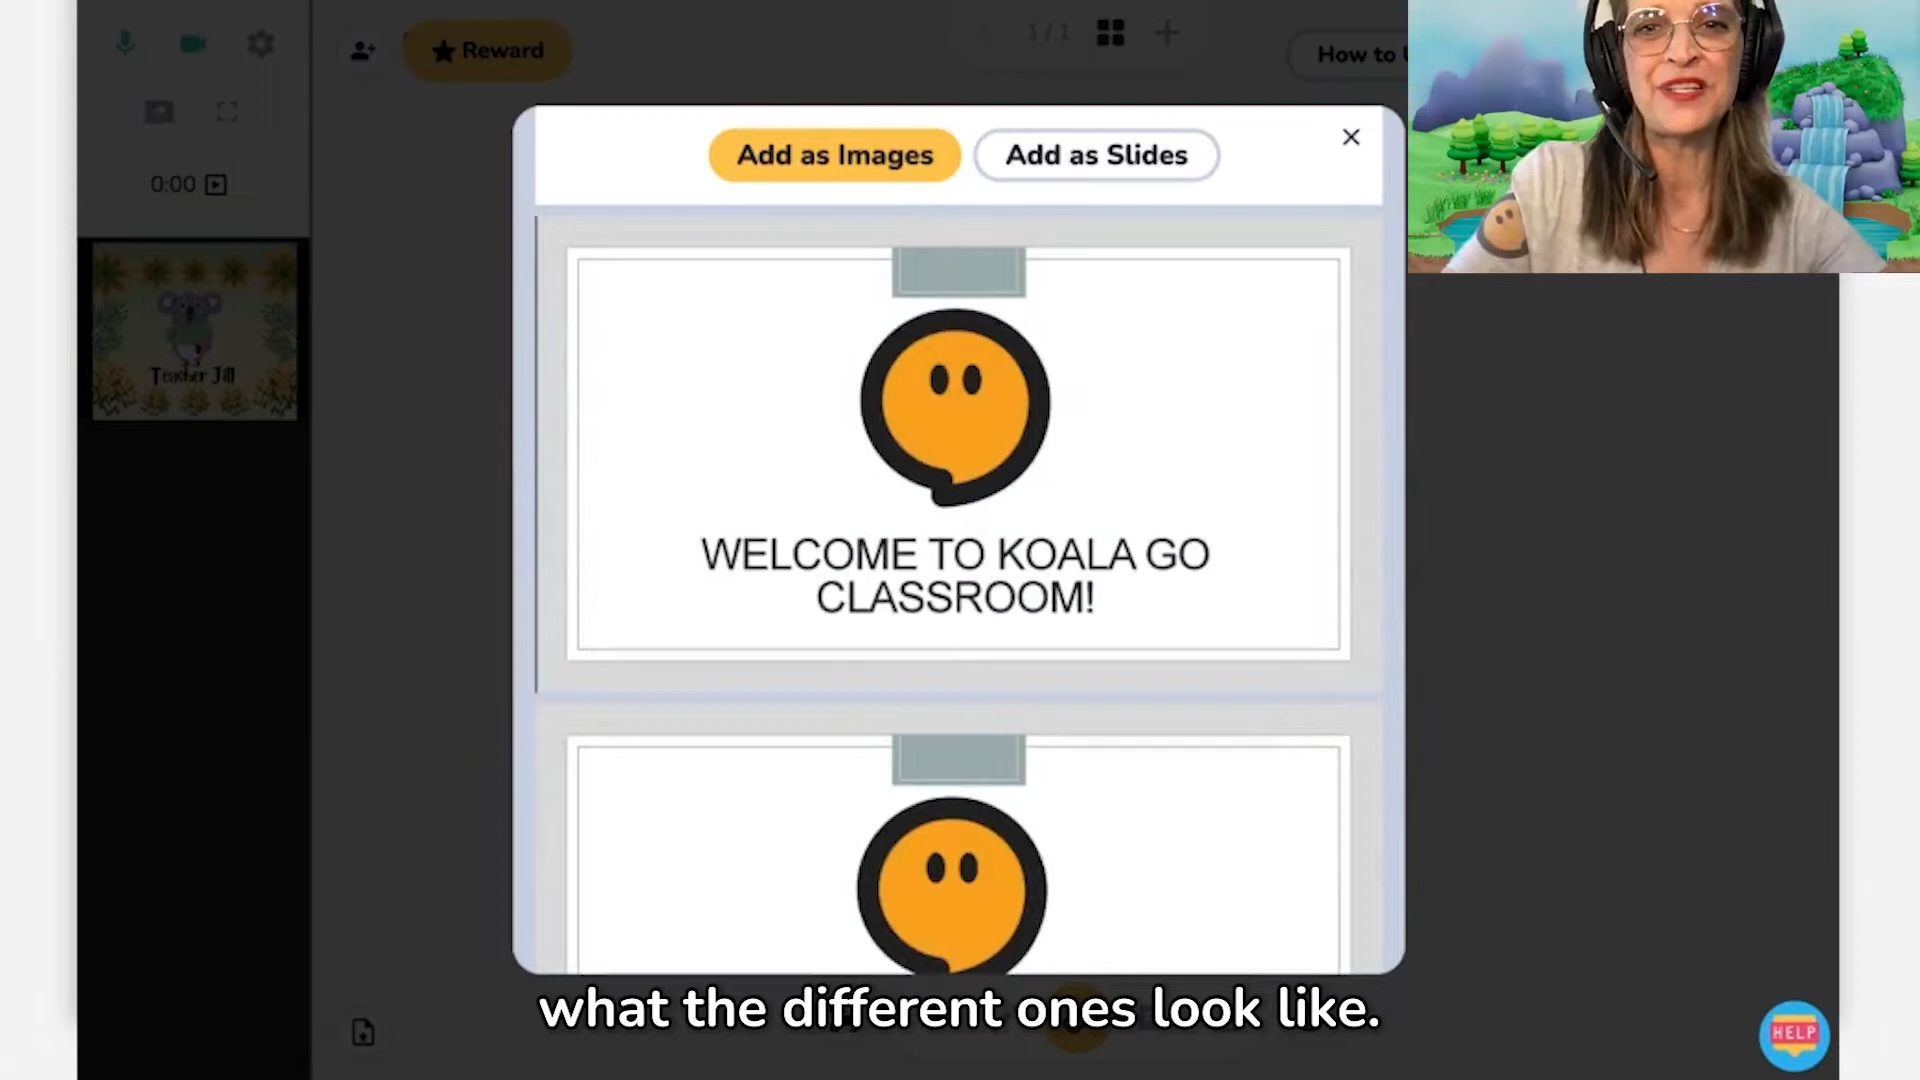 Reward
1/1
How to
Add as Images
Add as Slides
0:00
Teacher Jill
WELCOME TO KOALA GO
CLASSROOM!
what the different ones look like.
HELP